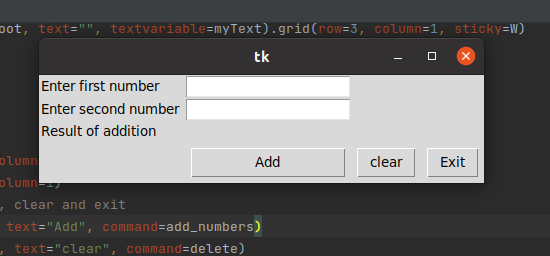 oot, text="", textvariable=myText).grid(row=3, column=1, sticky=W)
tk
Enter first number
Enter second number
Result of addition
Add clear Exit
olumn
olumn=1)
, clear and exit
text="Add", command=add_numbers)
, text="clear", command=delete)